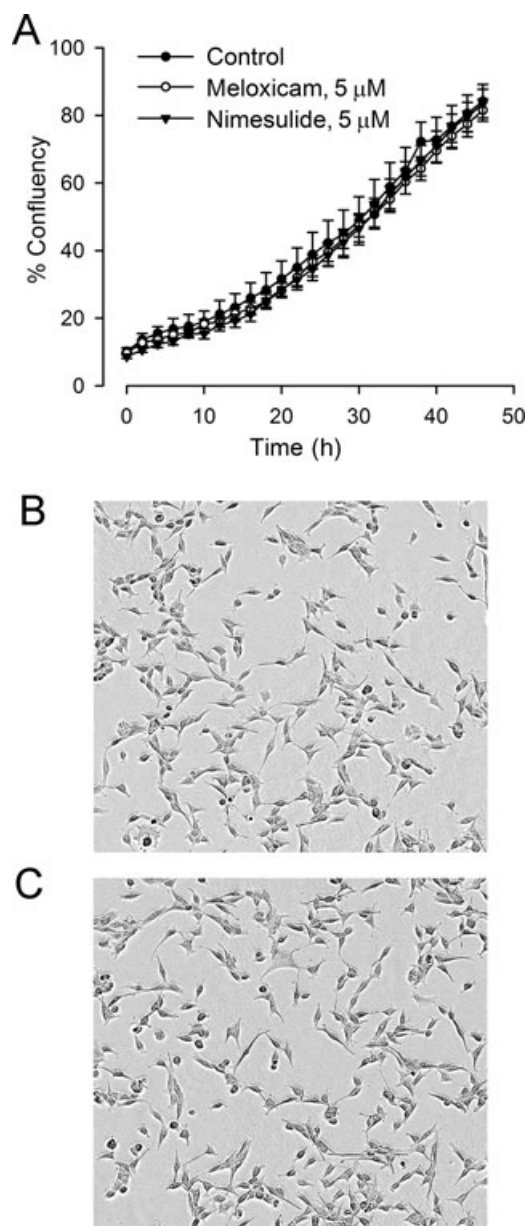 A
100
80
60
40
20
0
% Confluency
Control
Meloxicam, 5 μM
Nimesulide, 5 μM
0 10 20 30 40 50
Time (h)
B
C